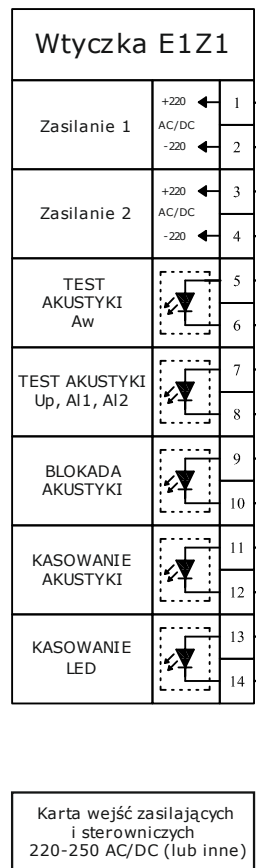 Wtyczka E1Z1
Zasilanie 1
+220
AC/DC
-220
1
2
Zasilanie 2
+220
AC/DC
-220
3
4
TEST
AKUSTYKI
Aw
5
6
TEST AKUSTYKI
Up, Al1, Al2
7
8
BLOKADA
AKUSTYKI
9
10
KASOWANIE
AKUSTYKI
11
12
KASOWANIE
LED
13
14
Karta wejść zasilających
i sterowniczych
220-250 AC/DC (lub inne)